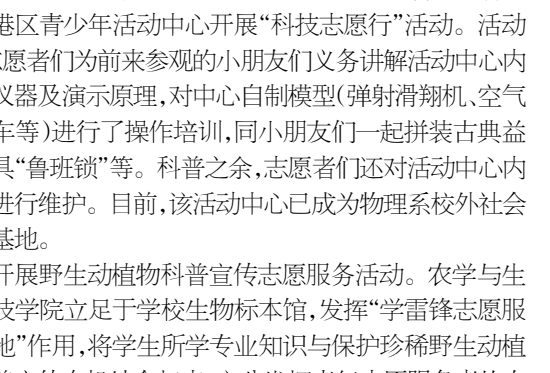 港区青少年活动中心开展“科技志愿行”活动。活动
愿者们为前来参观的小朋友们义务讲解活动中心内
仪器及演示原理,对中心自制模型(弹射滑翔机、空气
车等)进行了操作培训,同小朋友们一起拼装古典益
具“鲁班锁”等。科普之余,志愿者们还对活动中心内
进行维护。目前,该活动中心已成为物理系校外社会
基地。
开展野生动植物科普宣传志愿服务活动。农学与生
技学院立足于学校生物标本馆,发挥“学雷锋志愿服
地”作用,将学生所学专业知识与保护珍稀野生动植